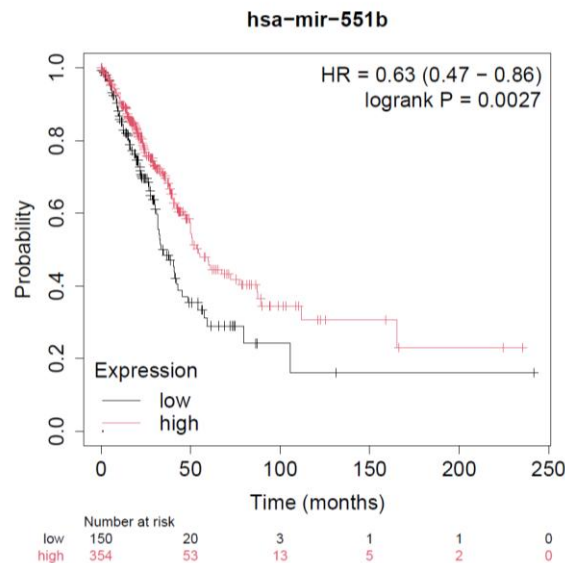 hsa-mir-551b
HR = 0.63 (0.47 - 0.86)
logrank P = 0.0027
Probability
1.0
0.8
0.6
0.4
0.2
0.0
Expression
low
high
0 50 100 150 200 250
Time (months)
Number at risk
low 150 20 3 1 1 0
high 354 53 13 5 2 0